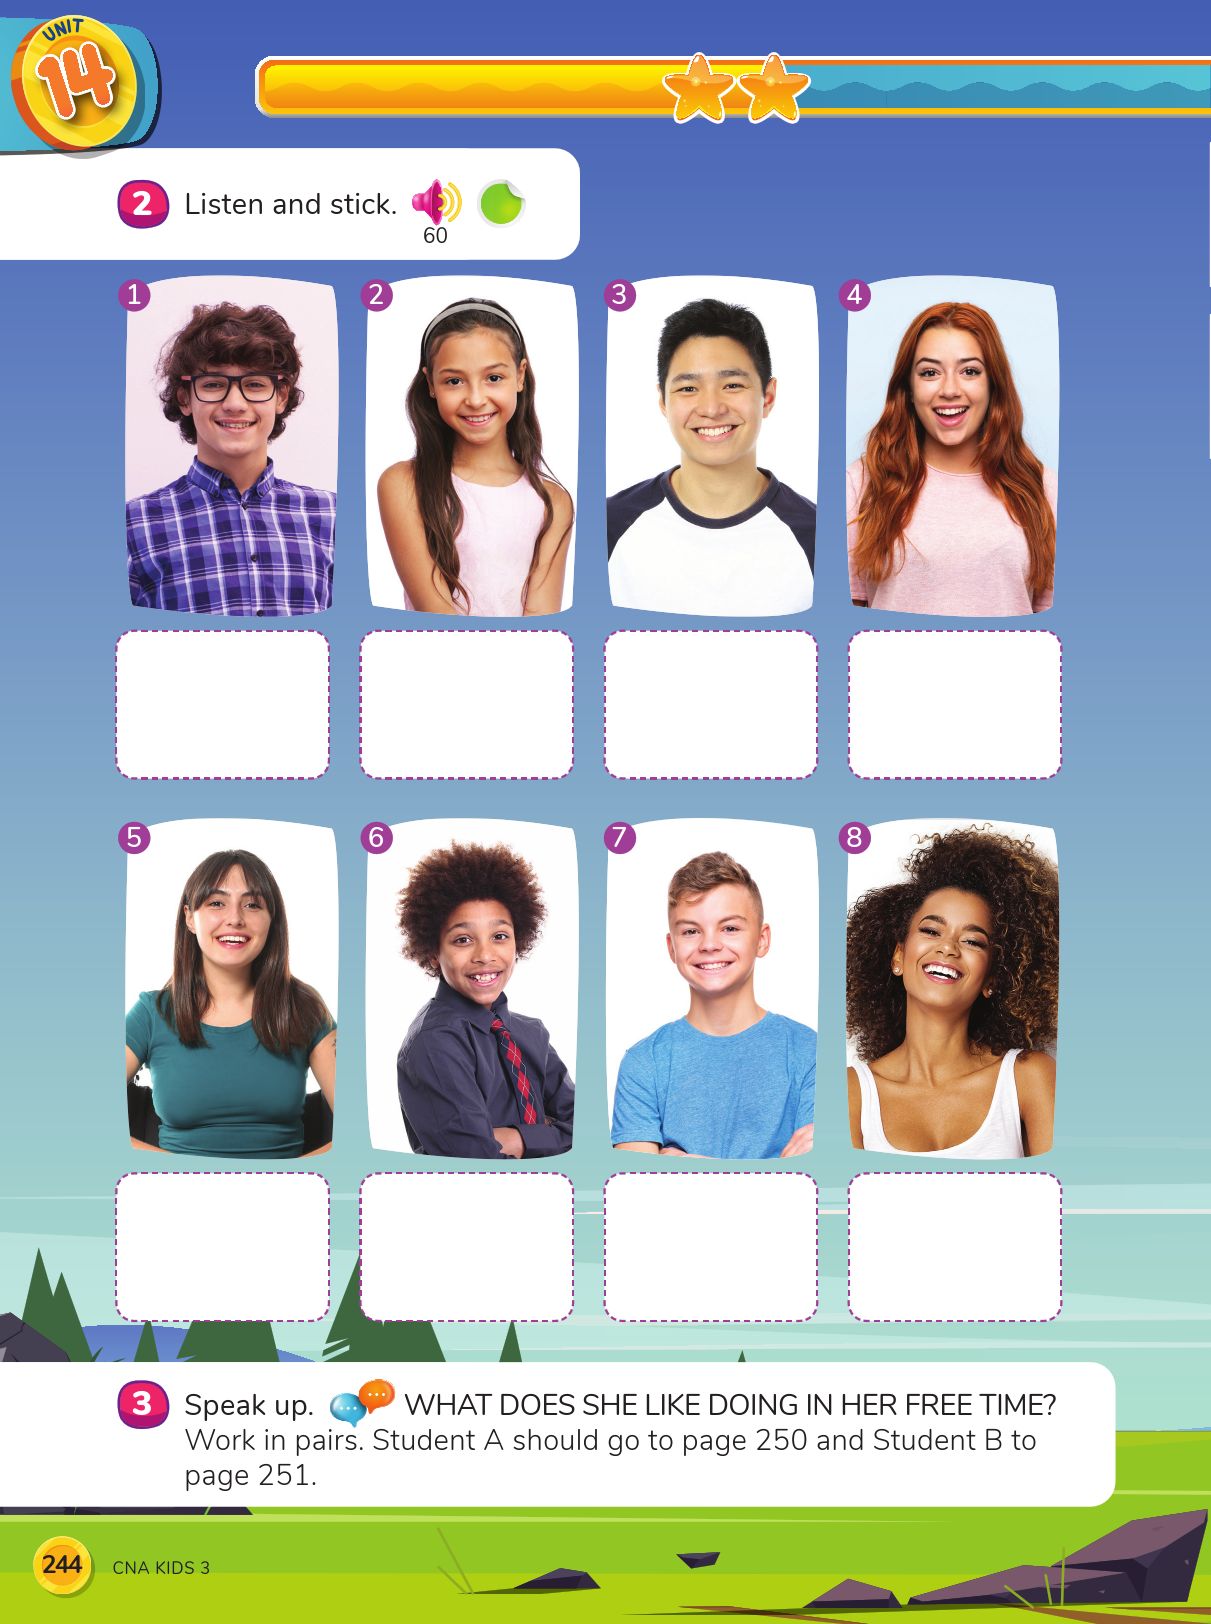 UNIT
14
2 Listen and stick.
60
1
2
3
4
5
6
7
8
3 Speak up. WHAT DOES SHE LIKE DOING IN HER FREE TIME?
Work in pairs. Student A should go to page 250 and Student B to
page 251.
244 CNA KIDS 3